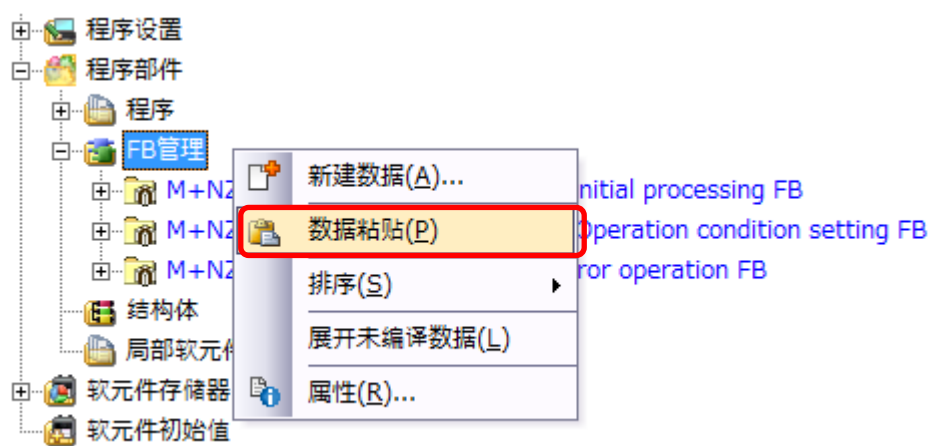 程序设置
程序部件
程序
FB管理
新建数据(A)...
M+NZ nitial processing FB
数据粘贴(P)
M+NZ Operation condition setting FB
M+NZ ror operation FB
排序(S)
结构体
展开未编译数据(L)
局部软元件
软元件存储器
属性(R)...
软元件初始值